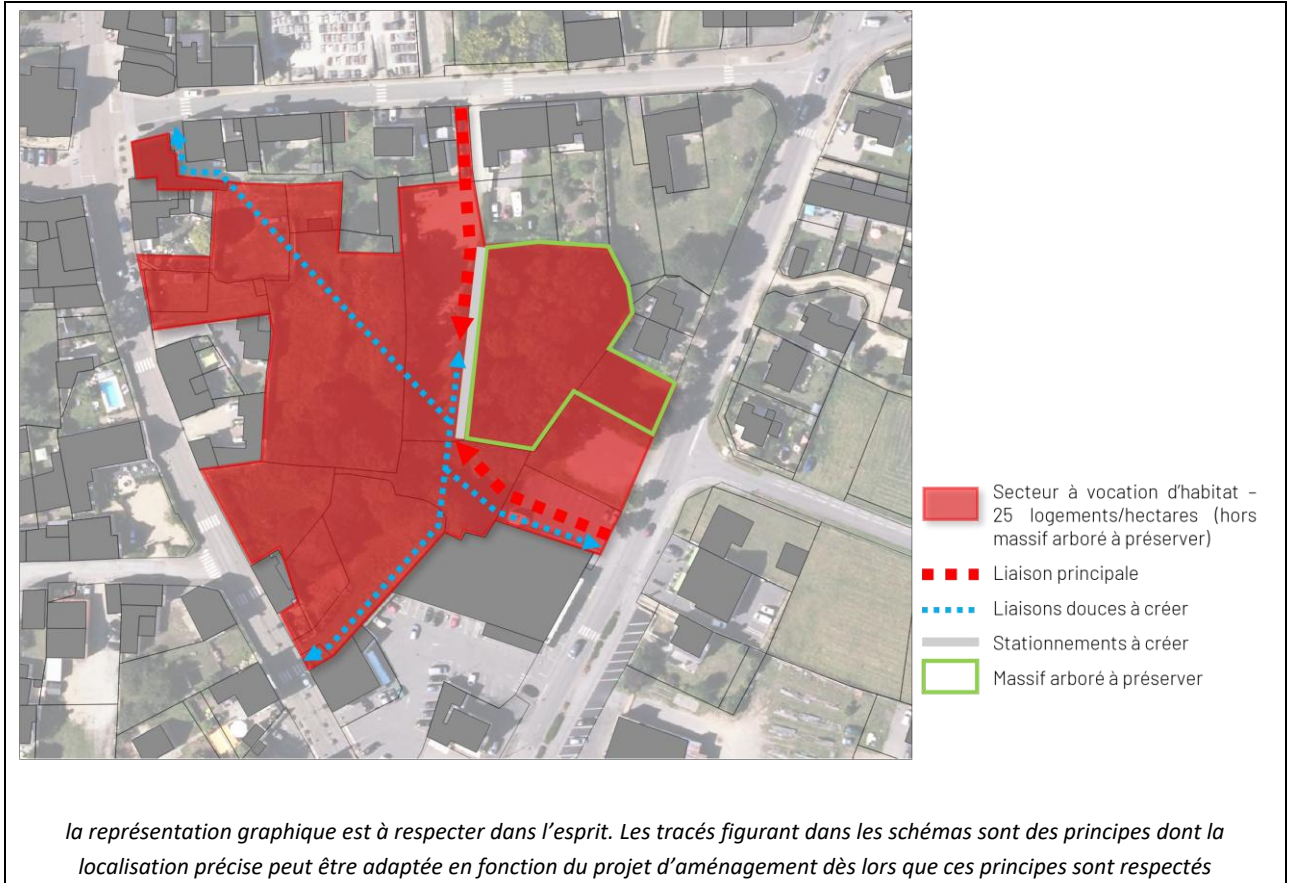 Secteur à vocation d'habitat –
25 logements/hectares (hors
massif arboré à préserver)
Liaison principale
Liaisons douces à créer
Stationnements à créer
Massif arboré à préserver
la représentation graphique est à respecter dans l'esprit. Les tracés figurant dans les schémas sont des principes dont la
localisation précise peut être adaptée en fonction du projet d'aménagement dès lors que ces principes sont respectés